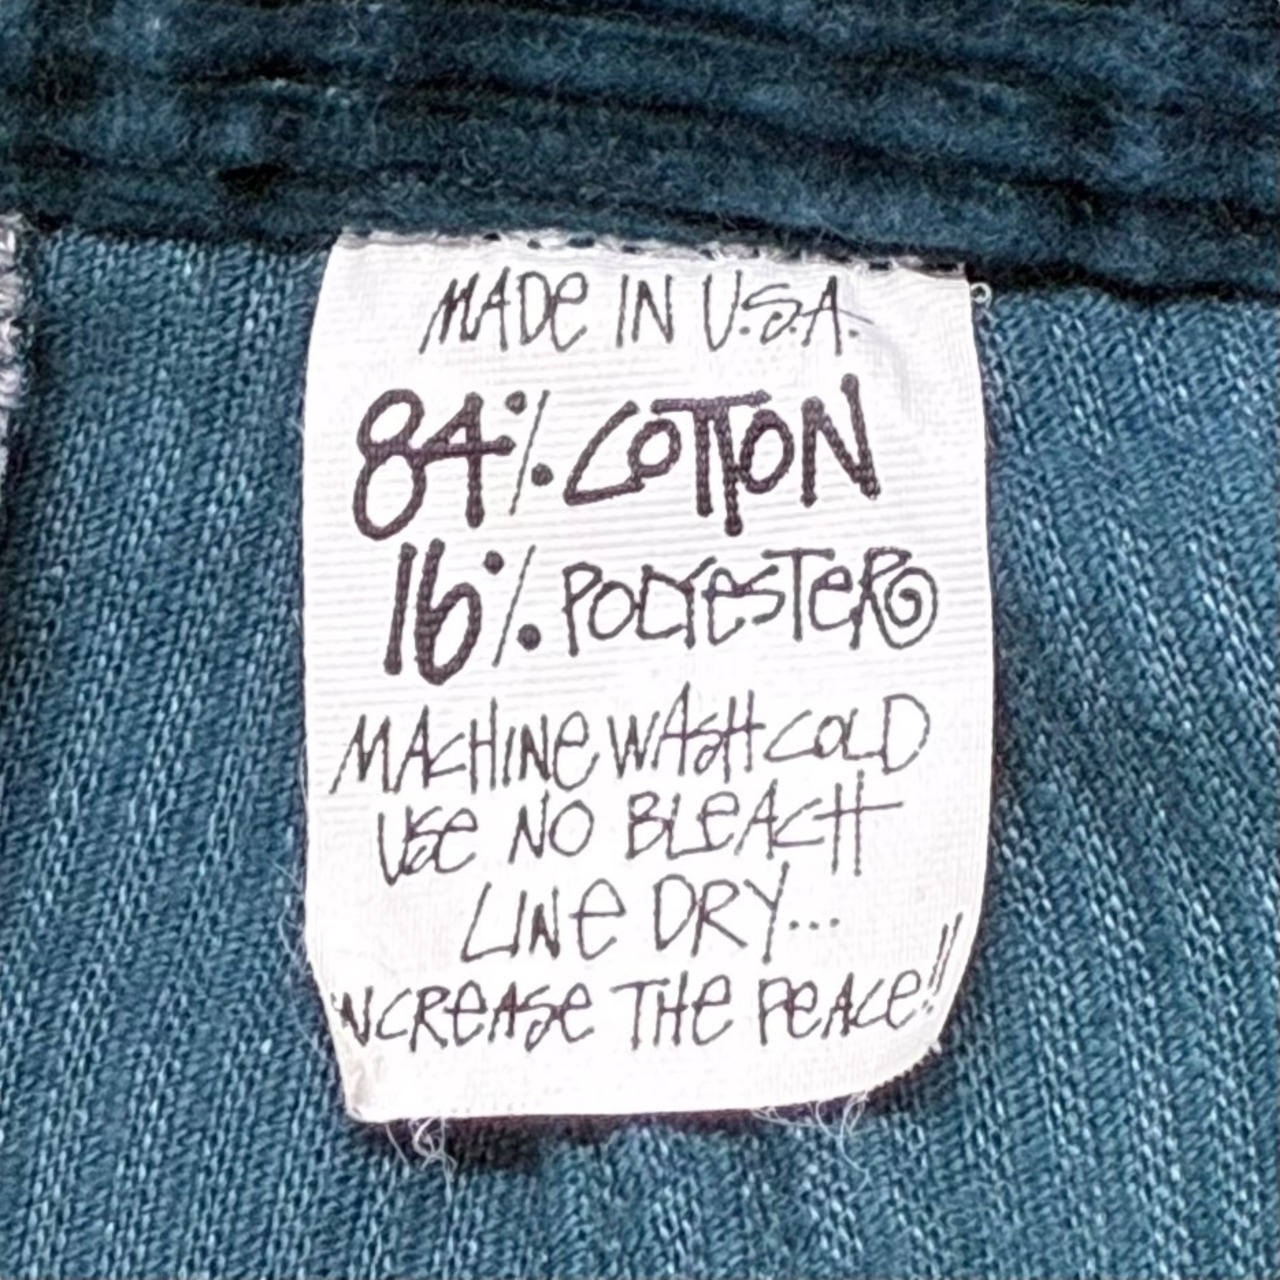 MADe IN U.S.A.
84% COTTON
16% POLYeSTeR
MACHINe WASH COLD
USe NO BLeACH
LINe DRY...
INCReASe THe PeACe!!